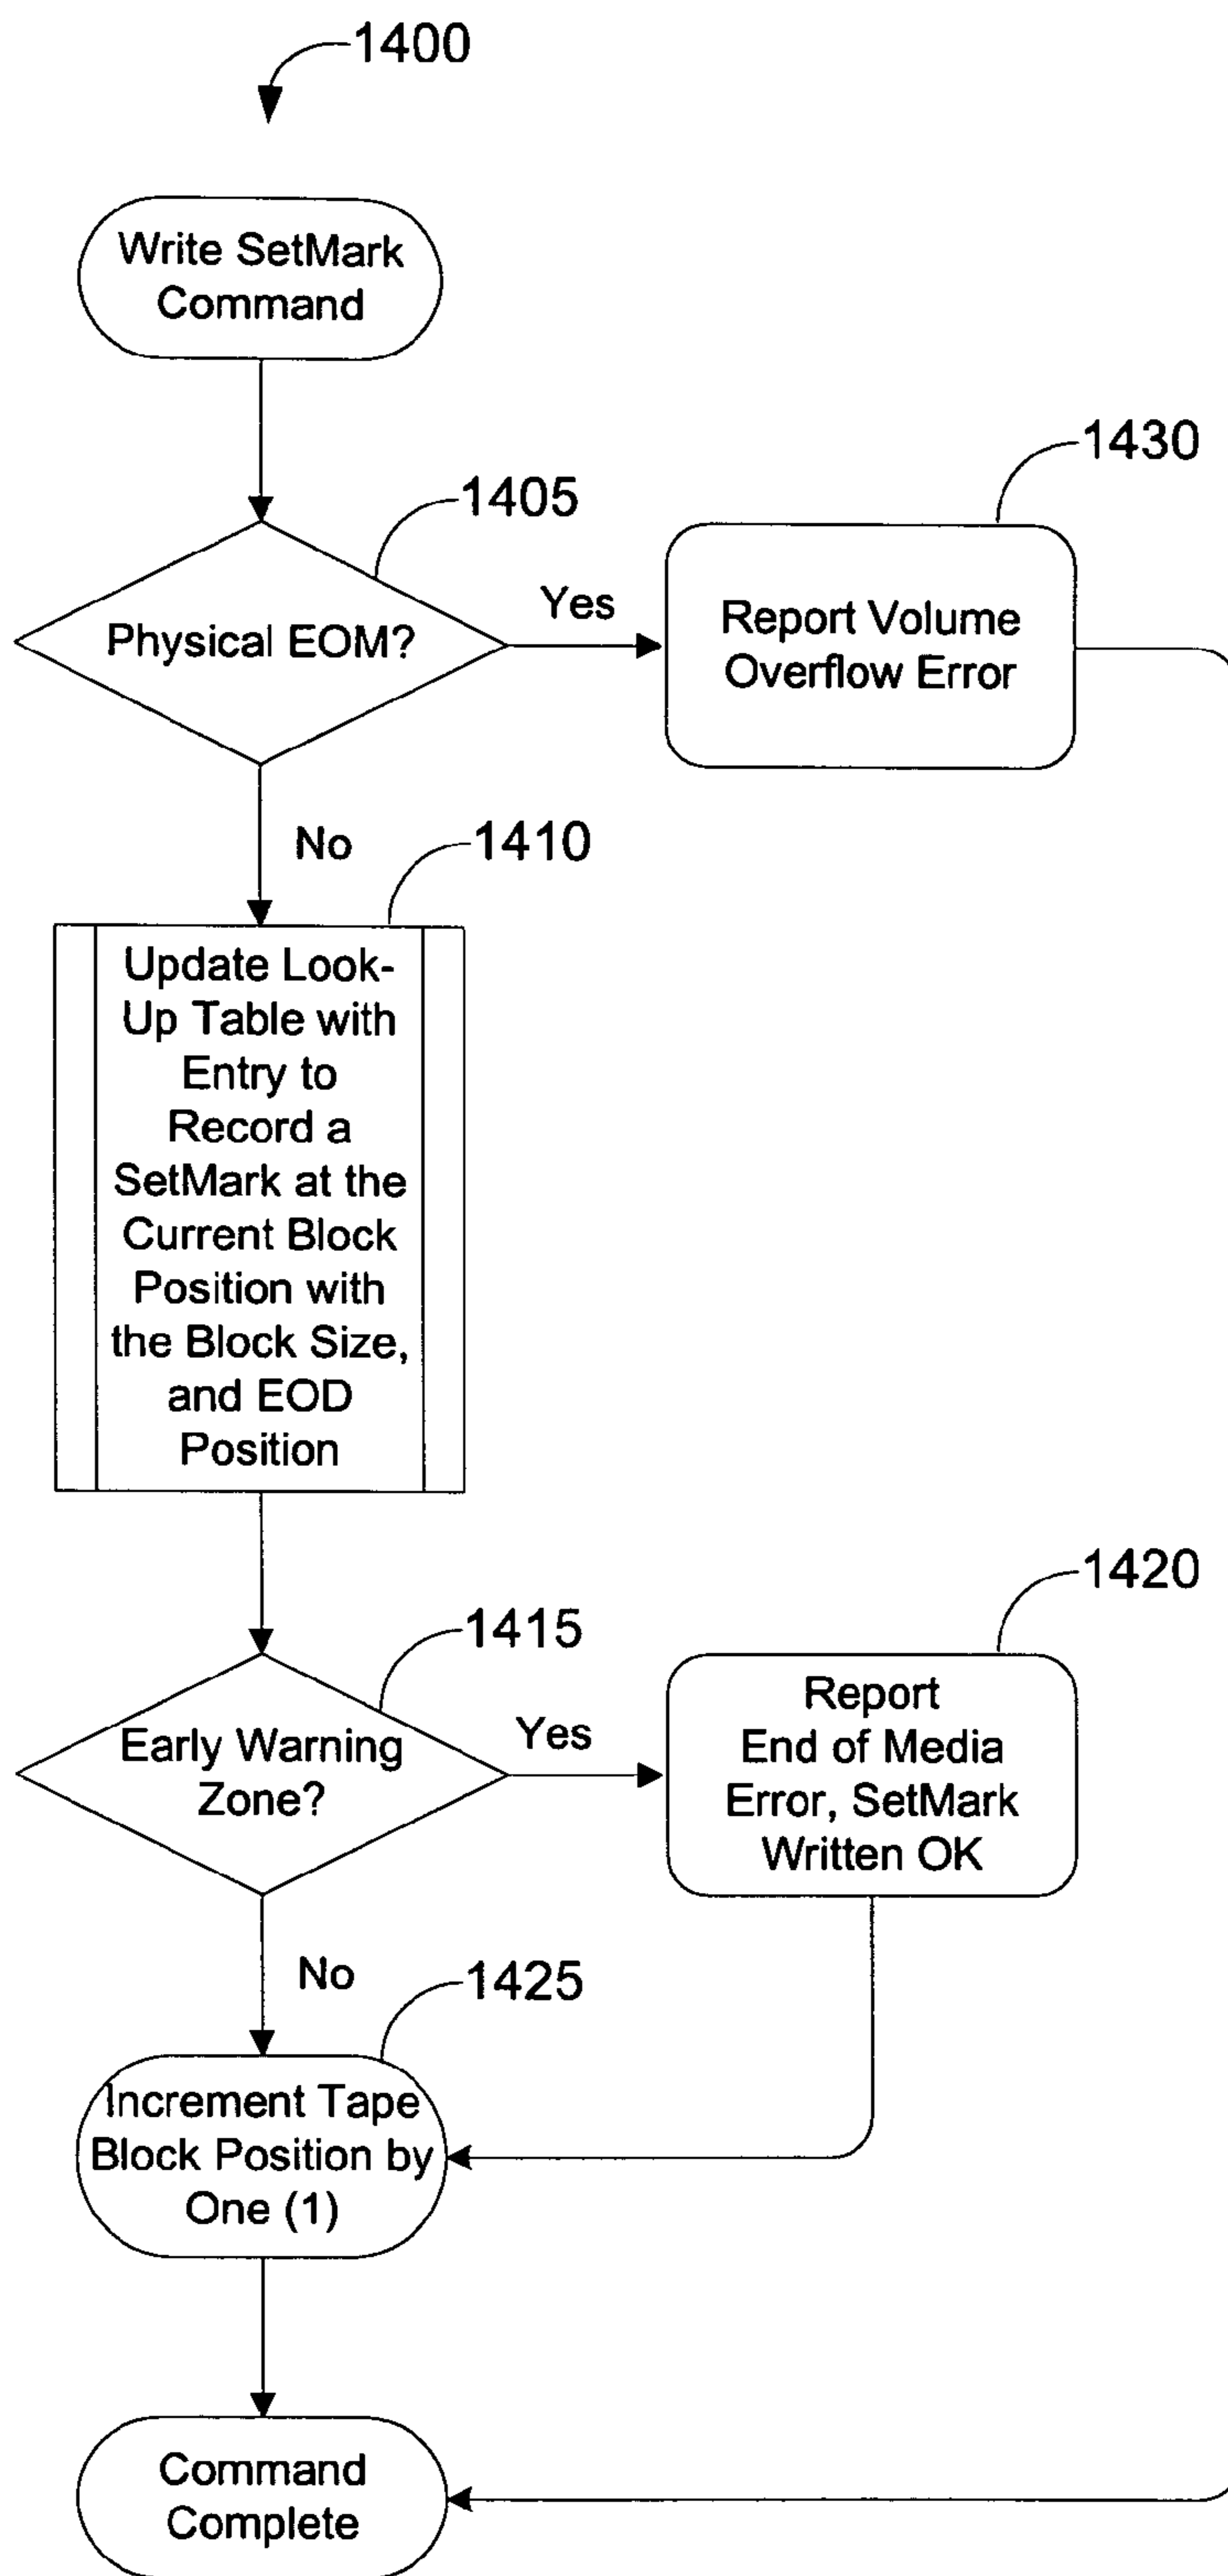 1400
Write SetMark
Command
1405
Physical EOM?
Yes
1430
Report Volume
Overflow Error
No
1410
Update Look-
Up Table with
Entry to
Record a
SetMark at the
Current Block
Position with
the Block Size,
and EOD
Position
1415
Early Warning
Zone?
Yes
1420
Report
End of Media
Error, SetMark
Written OK
No
1425
Increment Tape
Block Position by
One (1)
Command
Complete